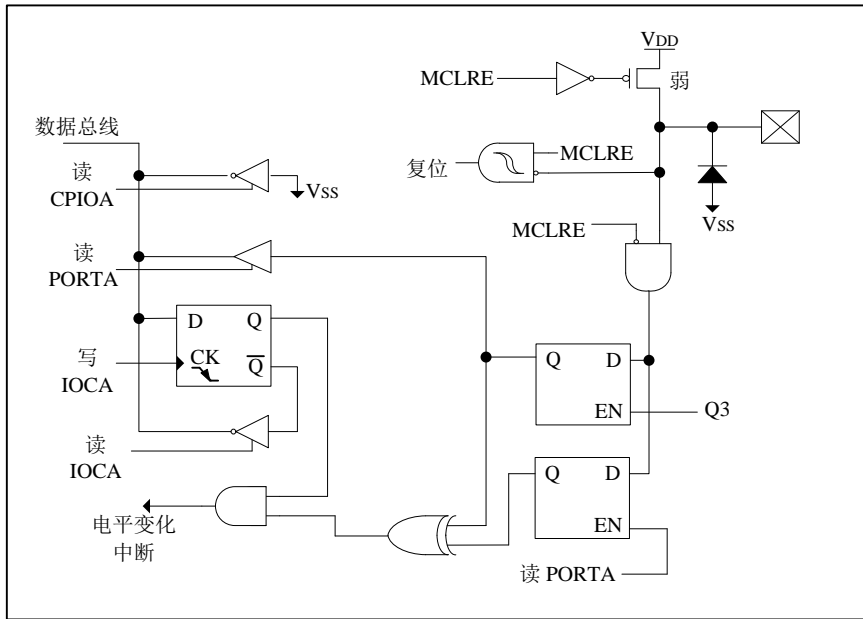 VDD
MCLRE
弱
数据总线
复位
MCLRE
读
CPIOA
VSS
VSS
MCLRE
读
PORTA
D
Q
写
IOCA
CK
Q
Q
D
EN
Q3
读
IOCA
Q
D
EN
电平变化
中断
读 PORTA